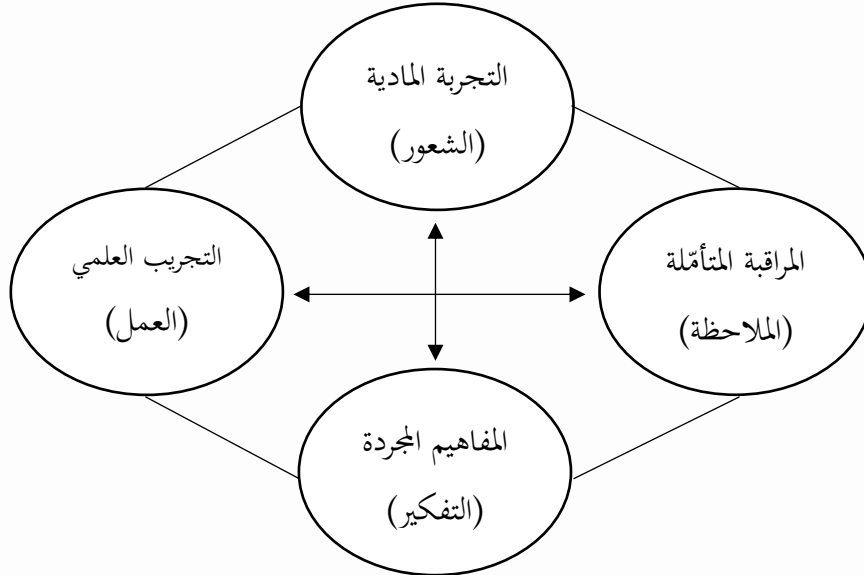 التجربة المادية
(الشعور)
المراقبة المتأمّلة
(الملاحظة)
التجريب العلمي
(العمل)
المفاهيم المجردة
(التفكير)